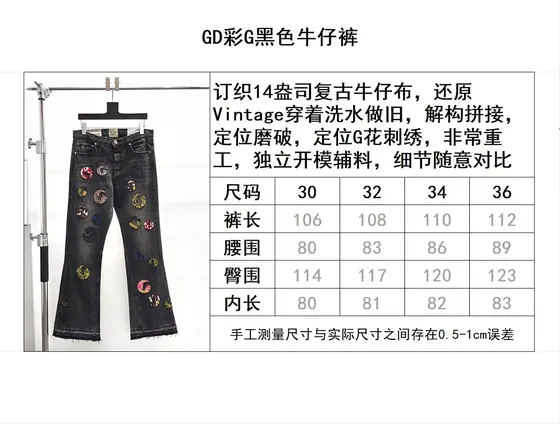 GD彩G黑色牛仔裤
订织14盎司复古牛仔布，还原
Vintage穿着洗水做旧，解构拼接，
定位磨破，定位G花刺绣，非常重
工，独立开模辅料，细节随意对比
尺码 30 32 34 36
裤长 106 108 110 112
腰围 80 83 86 89
臀围 114 117 120 123
内长 80 81 82 83
手工测量尺寸与实际尺寸之间存在0.5-1cm误差